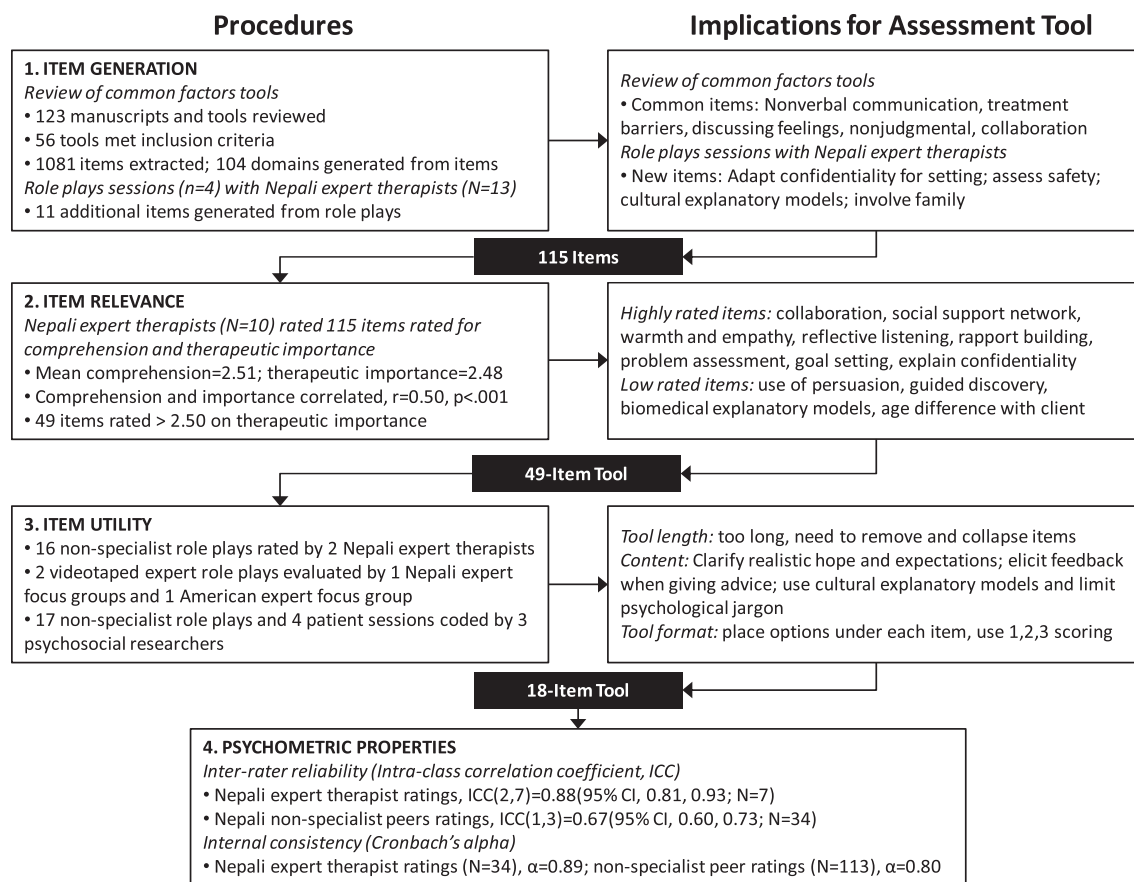 Procedures
Implications for Assessment Tool
1. ITEM GENERATION
Review of common factors tools
• 123 manuscripts and tools reviewed
• 56 tools met inclusion criteria
• 1081 items extracted; 104 domains generated from items
Role plays sessions (n=4) with Nepali expert therapists (N=13)
• 11 additional items generated from role plays
Review of common factors tools
• Common items: Nonverbal communication, treatment
barriers, discussing feelings, nonjudgmental, collaboration
Role plays sessions with Nepali expert therapists
• New items: Adapt confidentiality for setting; assess safety;
cultural explanatory models; involve family
115 Items
2. ITEM RELEVANCE
Nepali expert therapists (N=10) rated 115 items rated for
comprehension and therapeutic importance
• Mean comprehension=2.51; therapeutic importance=2.48
• Comprehension and importance correlated, r=0.50, p<.001
• 49 items rated > 2.50 on therapeutic importance
Highly rated items: collaboration, social support network,
warmth and empathy, reflective listening, rapport building,
problem assessment, goal setting, explain confidentiality
Low rated items: use of persuasion, guided discovery,
biomedical explanatory models, age difference with client
49-Item Tool
3. ITEM UTILITY
• 16 non-specialist role plays rated by 2 Nepali expert therapists
• 2 videotaped expert role plays evaluated by 1 Nepali expert
focus groups and 1 American expert focus group
• 17 non-specialist role plays and 4 patient sessions coded by 3
psychosocial researchers
Tool length: too long, need to remove and collapse items
Content: Clarify realistic hope and expectations; elicit feedback
when giving advice; use cultural explanatory models and limit
psychological jargon
Tool format: place options under each item, use 1,2,3 scoring
18-Item Tool
4. PSYCHOMETRIC PROPERTIES
Inter-rater reliability (Intra-class correlation coefficient, ICC)
• Nepali expert therapist ratings, ICC(2,7)=0.88(95% CI, 0.81, 0.93; N=7)
• Nepali non-specialist peers ratings, ICC(1,3)=0.67(95% CI, 0.60, 0.73; N=34)
Internal consistency (Cronbach's alpha)
• Nepali expert therapist ratings (N=34), α=0.89; non-specialist peer ratings (N=113), α=0.80